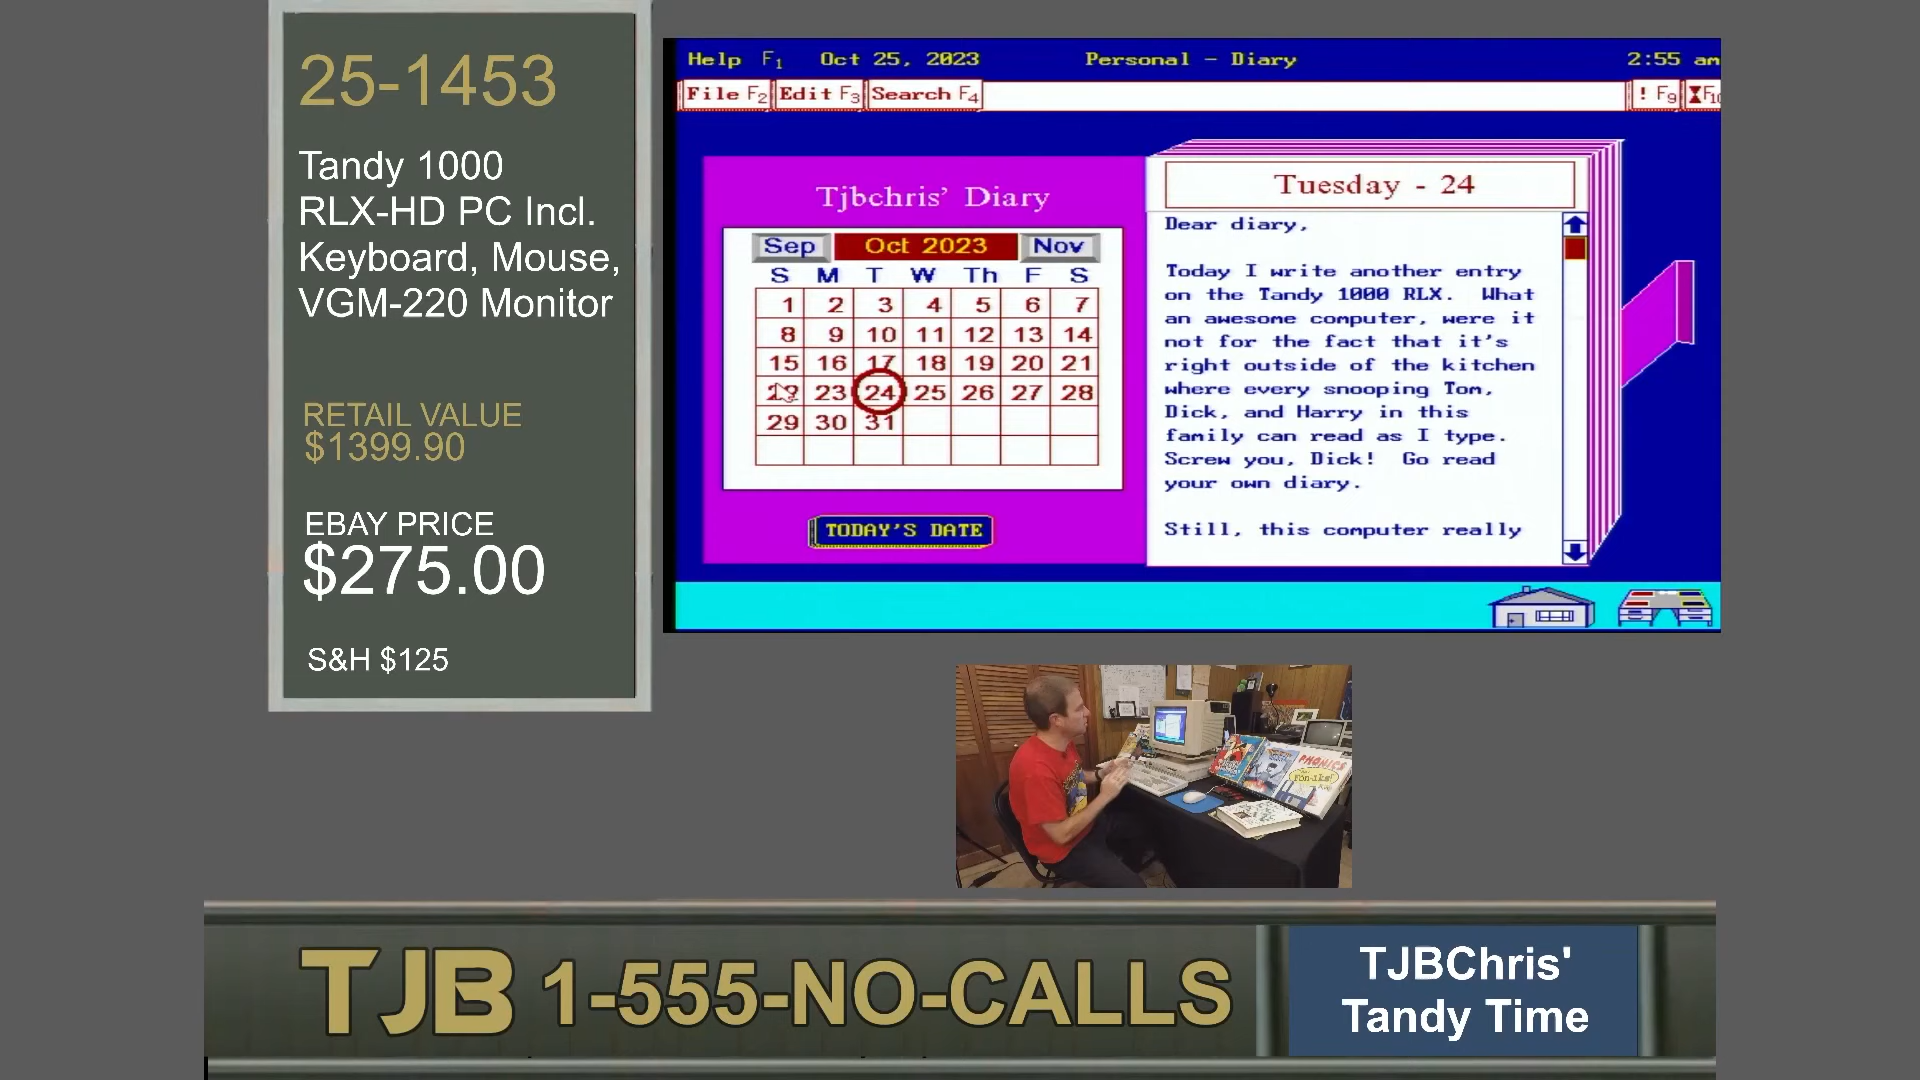 25-1453
Tandy 1000
RLX-HD PC Incl.
Keyboard, Mouse,
VGM-220 Monitor
RETAIL VALUE
$1399.90
EBAY PRICE
$275.00
S&H $125
Help F1 Oct 25, 2023 Personal - Diary 2:55 am
File F2 Edit F3 Search F4 ! F9 F10
Tjbchris' Diary
Sep Oct 2023 Nov
S M T W Th F S
1 2 3 4 5 6 7
8 9 10 11 12 13 14
15 16 17 18 19 20 21
23 24 25 26 27 28
29 30 31
TODAY'S DATE
Tuesday - 24
Dear diary,
Today I write another entry
on the Tandy 1000 RLX. What
an awesome computer, were it
not for the fact that it's
right outside of the kitchen
where every snooping Tom,
Dick, and Harry in this
family can read as I type.
Screw you, Dick! Go read
your own diary.
Still, this computer really
PHONICS
Fon-iks!
TJB 1-555-NO-CALLS
TJBChris'
Tandy Time